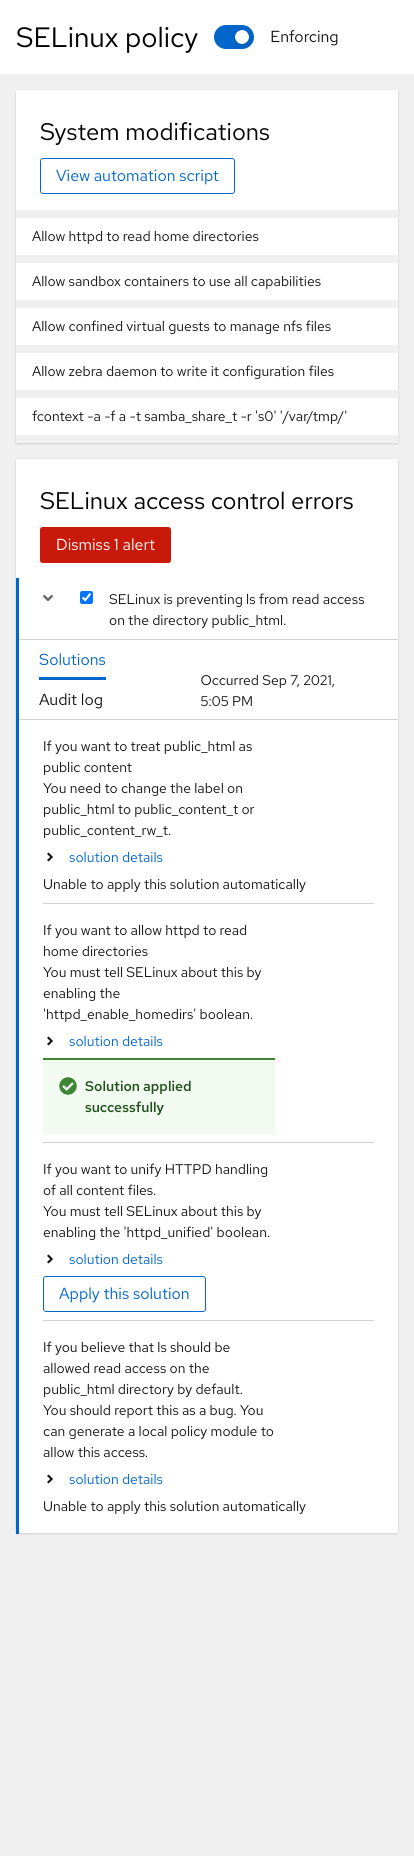 SELinux policy
Enforcing
System modifications
View automation script
Allow httpd to read home directories
Allow sandbox containers to use all capabilities
Allow confined virtual guests to manage nfs files
Allow zebra daemon to write it configuration files
fcontext -a -f a -t samba_share_t -r 's0' '/var/tmp/'
SELinux access control errors
Dismiss 1 alert
SELinux is preventing ls from read access
on the directory public_html.
Solutions
Audit log
Occurred Sep 7, 2021,
5:05 PM
If you want to treat public_html as
public content
You need to change the label on
public_html to public_content_t or
public_content_rw_t.
solution details
Unable to apply this solution automatically
If you want to allow httpd to read
home directories
You must tell SELinux about this by
enabling the
'httpd_enable_homedirs' boolean.
solution details
Solution applied
successfully
If you want to unify HTTPD handling
of all content files.
You must tell SELinux about this by
enabling the 'httpd_unified' boolean.
solution details
Apply this solution
If you believe that ls should be
allowed read access on the
public_html directory by default.
You should report this as a bug. You
can generate a local policy module to
allow this access.
solution details
Unable to apply this solution automatically